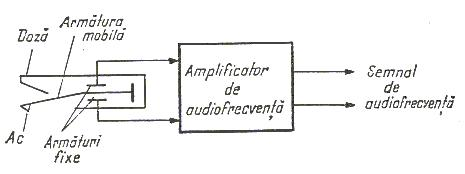 Armătura
mobilă
Doză
Ac
Armături
fixe
Amplificator
de
audiofrecvență
Semnal
de
audiofrecvență